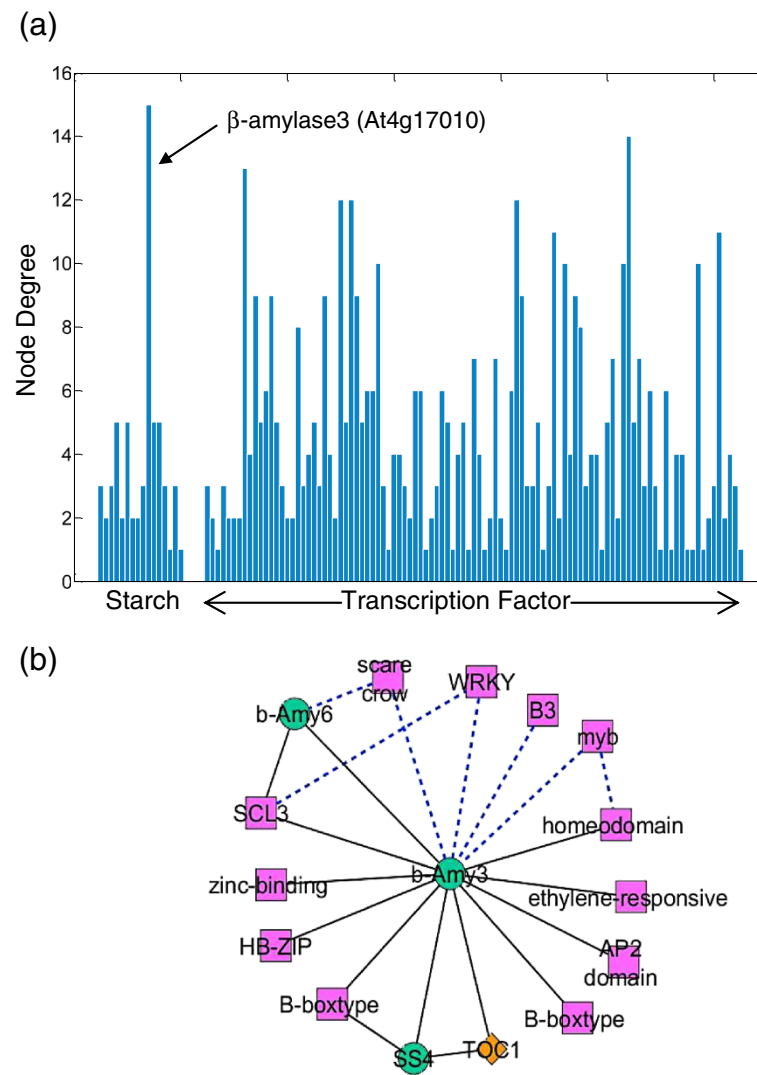 (a)
16
14
12
10
8
6
4
2
0
Node Degree
β-amylase3 (At4g17010)
Starch
Transcription Factor
(b)
scare
crow
WRKY
B3
myb
b-Amy6
SCL3
homeodomain
b-Amy3
zinc-binding
ethylene-responsive
HB-ZIP
AP2
domain
B-boxtype
B-boxtype
SS4
TOC1